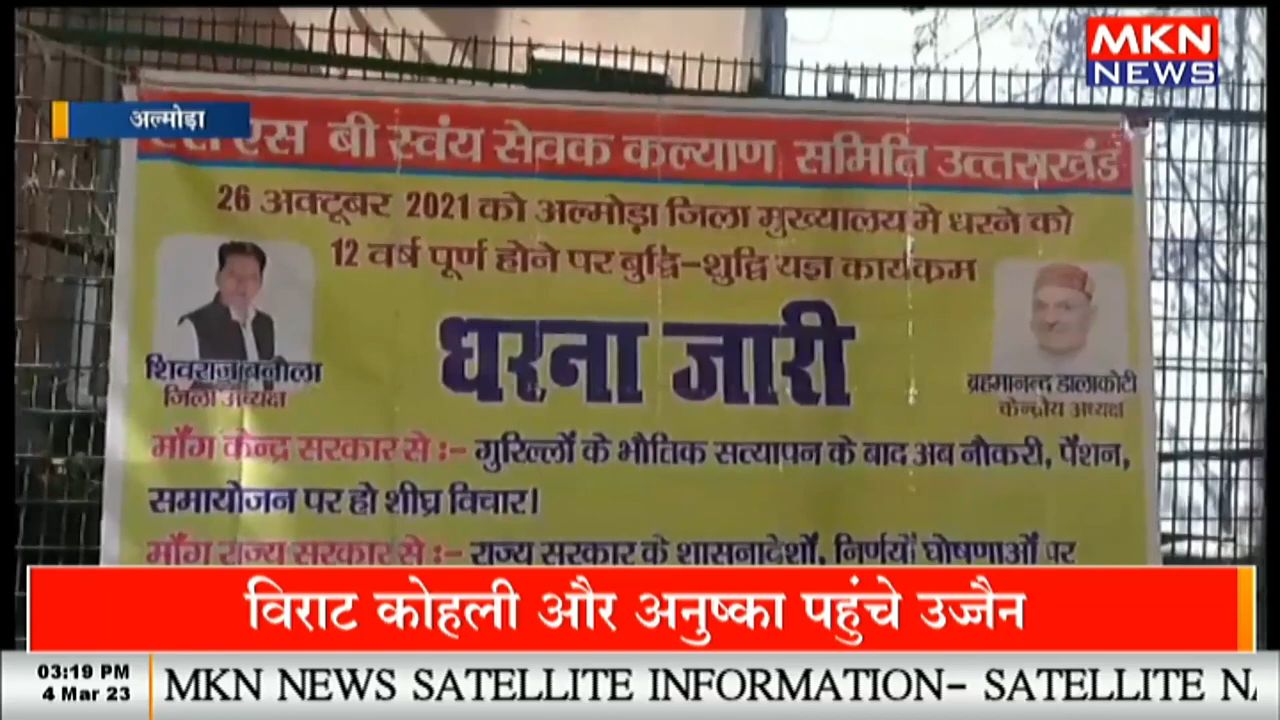 MKN
NEWS
अल्मोड़ा
एस बी स्वंय सेवक कल्याण समिति उत्तराखंड
26 अक्टूबर 2021 को अल्मोड़ा जिला मुख्यालय मे धरने को
12 वर्ष पूर्ण होने पर बुद्धि-शुद्धि यज्ञ कार्यक्रम
धरना जारी
शिवराज बनौला
जिला अध्यक्ष
ब्रहमानन्द डालाकोटी
केन्द्रीय अध्यक्ष
माँग केन्द्र सरकार से :- गुरिल्लों के भौतिक सत्यापन के बाद अब नौकरी, पेंशन,
समायोजन पर हो शीघ्र विचार।
माँग राज्य सरकार से :- राज्य सरकार के शासनादेशों, निर्णयों घोषणाओं पर
विराट कोहली और अनुष्का पहुंचे उज्जैन
03:19 PM
4 Mar 23
MKN NEWS SATELLITE INFORMATION- SATELLITE